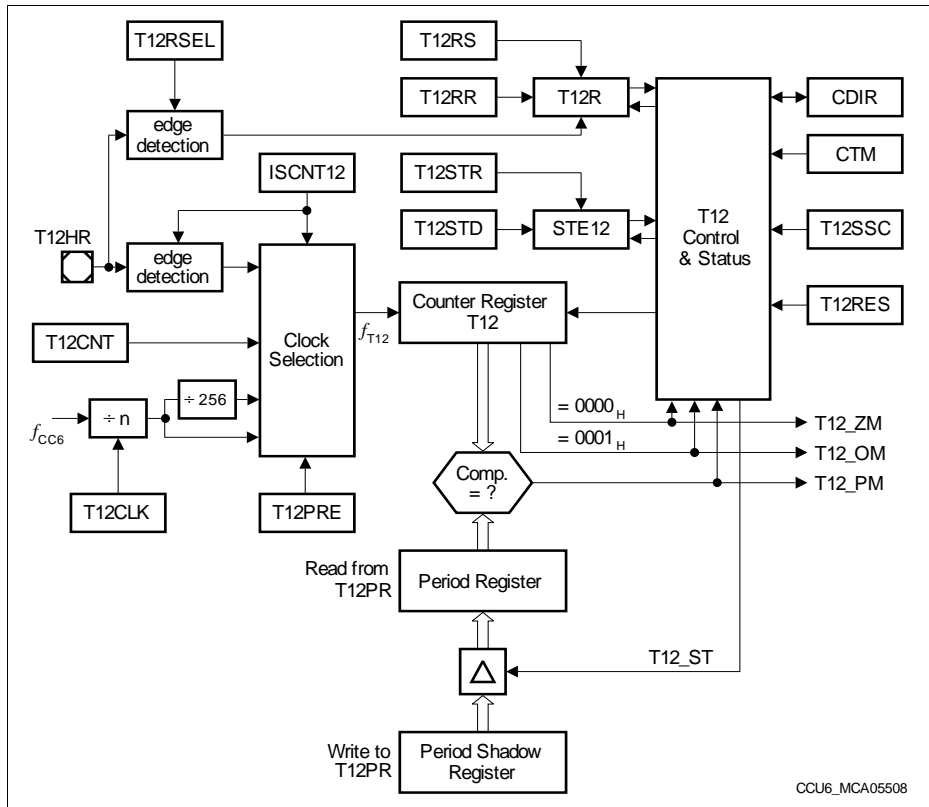 T12RSEL
T12RS
T12RR
T12R
CDIR
edge
detection
CTM
ISCNT12
T12STR
T12
Control
& Status
T12HR
edge
detection
T12STD
STE12
T12SSC
Counter Register
T12
T12RES
T12CNT
Clock
Selection
fT12
÷ 256
÷ n
fCC6
= 0000H
T12_ZM
= 0001H
T12_OM
Comp.
= ?
T12_PM
T12CLK
T12PRE
Read from
T12PR
Period Register
T12_ST
Write to
T12PR
Period Shadow
Register
CCU6_MCA05508